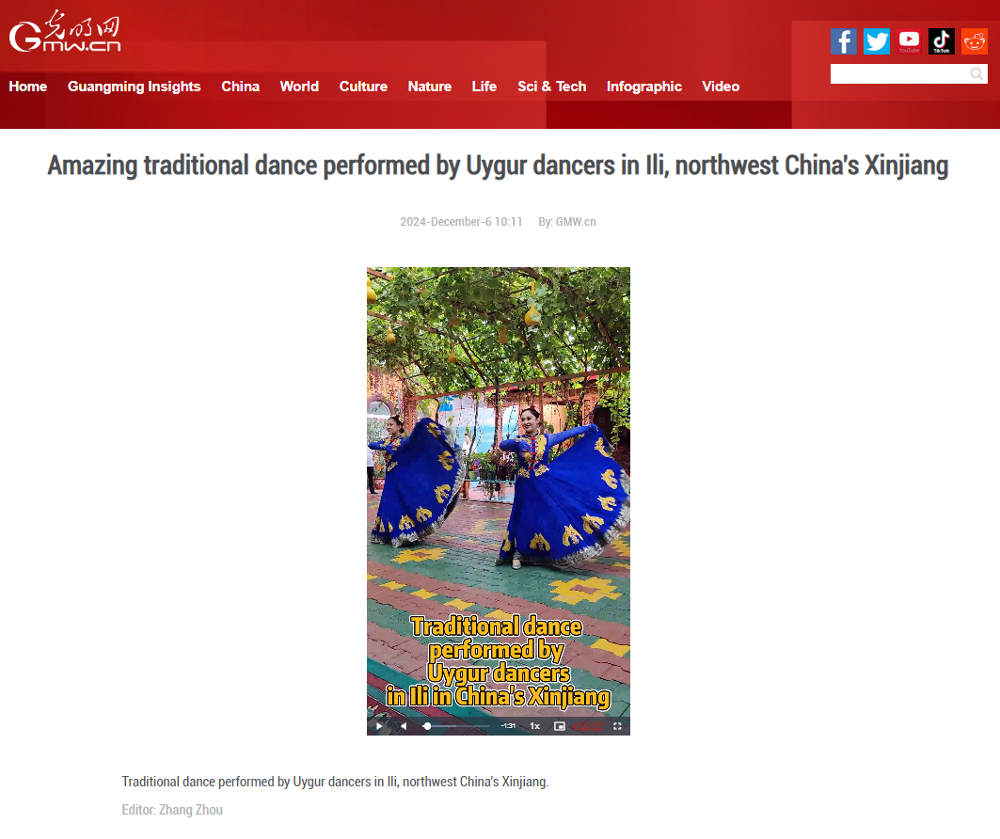 光明网
GMW.cn
YouTube
TikTok
Home Guangming Insights China World Culture Nature Life Sci & Tech Infographic Video
Amazing traditional dance performed by Uygur dancers in Ili, northwest China's Xinjiang
2024-December-6 10:11 By: GMW.cn
Traditional dance
performed by
Uygur dancers
in Ili in China's Xinjiang
-1:31 1x
Traditional dance performed by Uygur dancers in Ili, northwest China's Xinjiang.
Editor: Zhang Zhou